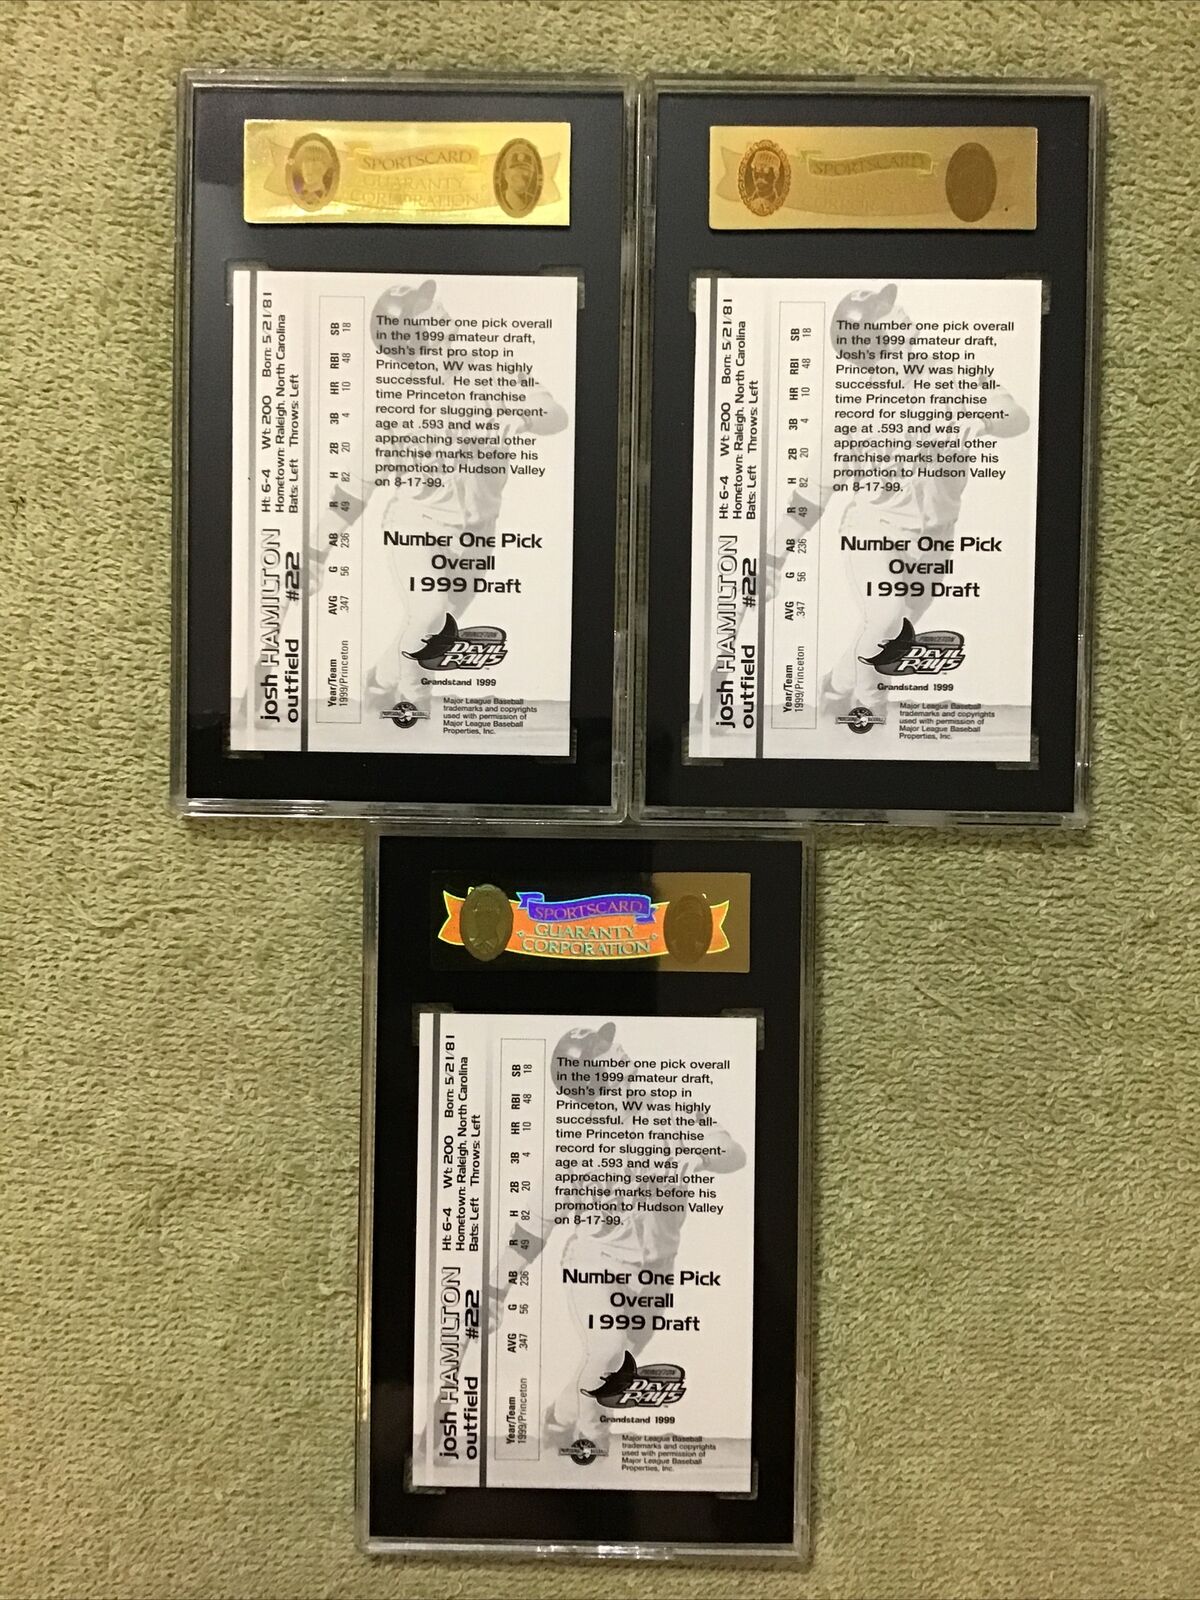 SPORTSCARD
GUARANTY
CORPORATION
josh HAMILTON
outfield #22
Ht: 6-4 Wt: 200 Born: 5/21/81
Hometown: Raleigh, North Carolina
Bats: Left Throws: Left
Year/Team AVG G AB R H 2B 3B HR RBI SB
1999/Princeton .347 56 236 49 82 20 4 10 48 18
The number one pick overall
in the 1999 amateur draft,
Josh's first pro stop in
Princeton, WV was highly
successful. He set the all-
time Princeton franchise
record for slugging percent-
age at .593 and was
approaching several other
franchise marks before his
promotion to Hudson Valley
on 8-17-99.
Number One Pick
Overall
1999 Draft
PRINCETON
DEVIL
RAYS
Grandstand 1999
PROFESSIONAL BASEBALL
Major League Baseball
trademarks and copyrights
used with permission of
Major League Baseball
Properties, Inc.
SPORTSCARD
josh HAMILTON
outfield #22
Ht: 6-4 Wt: 200 Born: 5/21/81
Hometown: Raleigh, North Carolina
Bats: Left Throws: Left
Year/Team AVG G AB R H 2B 3B HR RBI SB
1999/Princeton .347 56 236 49 82 20 4 10 48 18
The number one pick overall
in the 1999 amateur draft,
Josh's first pro stop in
Princeton, WV was highly
successful. He set the all-
time Princeton franchise
record for slugging percent-
age at .593 and was
approaching several other
franchise marks before his
promotion to Hudson Valley
on 8-17-99.
Number One Pick
Overall
1999 Draft
PRINCETON
DEVIL
RAYS
Grandstand 1999
PROFESSIONAL BASEBALL
Major League Baseball
trademarks and copyrights
used with permission of
Major League Baseball
Properties, Inc.
SPORTSCARD
GUARANTY
CORPORATION
josh HAMILTON
outfield #22
Ht: 6-4 Wt: 200 Born: 5/21/81
Hometown: Raleigh, North Carolina
Bats: Left Throws: Left
Year/Team AVG G AB R H 2B 3B HR RBI SB
1999/Princeton .347 56 236 49 82 20 4 10 48 18
The number one pick overall
in the 1999 amateur draft,
Josh's first pro stop in
Princeton, WV was highly
successful. He set the all-
time Princeton franchise
record for slugging percent-
age at .593 and was
approaching several other
franchise marks before his
promotion to Hudson Valley
on 8-17-99.
Number One Pick
Overall
1999 Draft
PRINCETON
DEVIL
RAYS
Grandstand 1999
PROFESSIONAL BASEBALL
Major League Baseball
trademarks and copyrights
used with permission of
Major League Baseball
Properties, Inc.